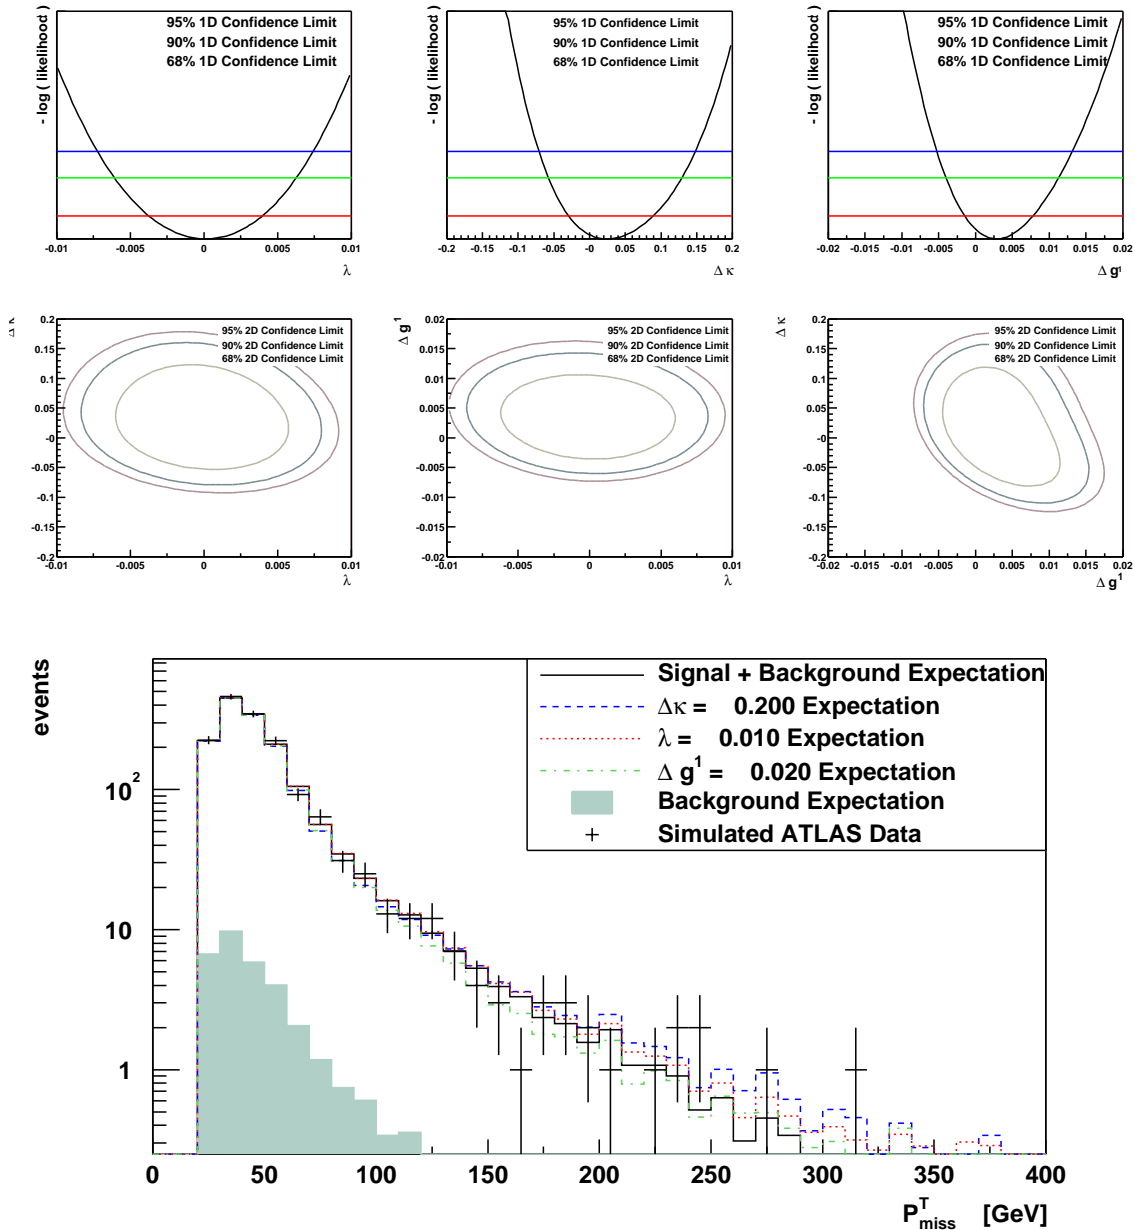 - log ( likelihood )
95% 1D Confidence Limit
90% 1D Confidence Limit
68% 1D Confidence Limit
-0.01 -0.005 0 0.005 0.01
λ
- log ( likelihood )
95% 1D Confidence Limit
90% 1D Confidence Limit
68% 1D Confidence Limit
-0.2 -0.15 -0.1 -0.05 0 0.05 0.1 0.15 0.2
Δ κ
- log ( likelihood )
95% 1D Confidence Limit
90% 1D Confidence Limit
68% 1D Confidence Limit
-0.02 -0.015 -0.01 -0.005 0 0.005 0.01 0.015 0.02
Δ g¹
Δ κ
95% 2D Confidence Limit
90% 2D Confidence Limit
68% 2D Confidence Limit
0.2
0.15
0.1
0.05
-0
-0.05
-0.1
-0.15
-0.2
-0.01 -0.005 0 0.005 0.01
λ
Δ g¹
95% 2D Confidence Limit
90% 2D Confidence Limit
68% 2D Confidence Limit
0.02
0.015
0.01
0.005
-0
-0.005
-0.01
-0.015
-0.02
-0.01 -0.005 0 0.005 0.01
λ
Δ κ
95% 2D Confidence Limit
90% 2D Confidence Limit
68% 2D Confidence Limit
0.2
0.15
0.1
0.05
-0
-0.05
-0.1
-0.15
-0.2
-0.02 -0.015 -0.01 -0.005 0 0.005 0.01 0.015 0.02
Δ g¹
events
Signal + Background Expectation
Δκ = 0.200 Expectation
λ = 0.010 Expectation
Δ g¹ = 0.020 Expectation
Background Expectation
Simulated ATLAS Data
10²
10
1
0 50 100 150 200 250 300 350 400
P^T_miss [GeV]